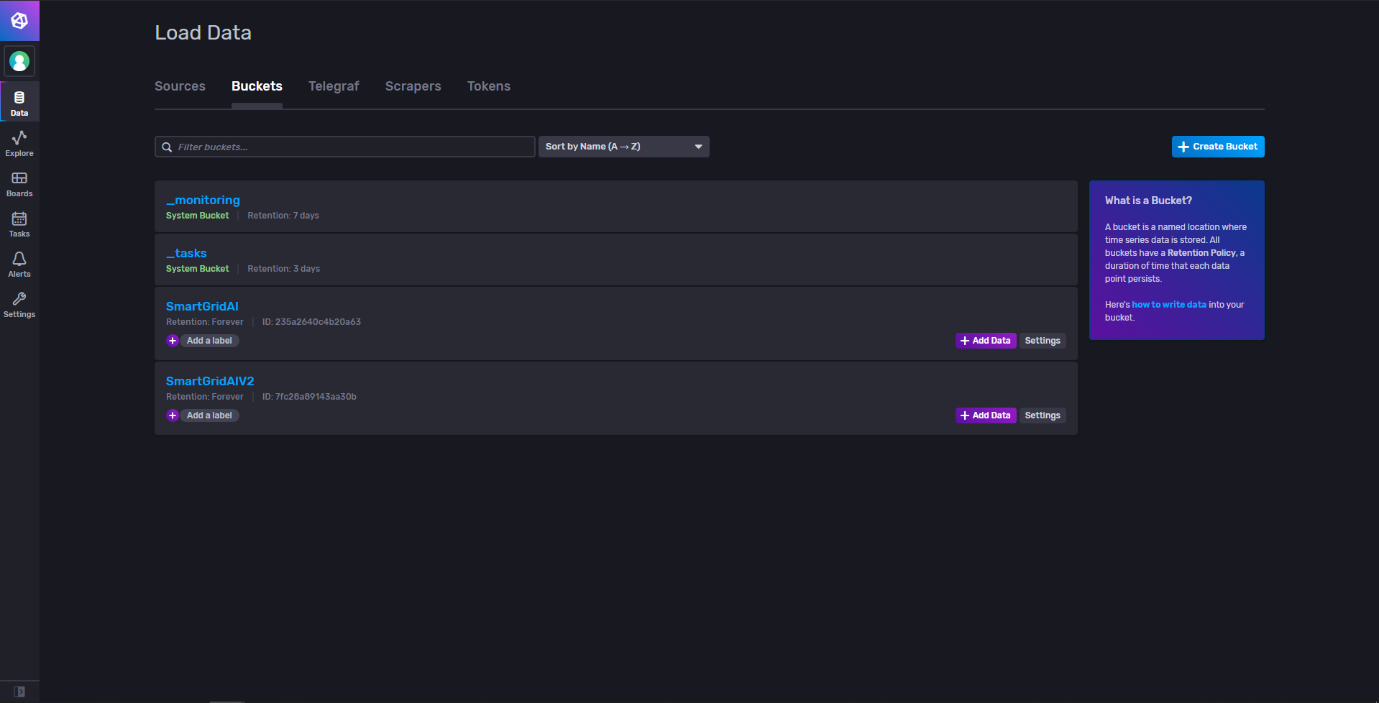 Load Data
Data
Explore
Boards
Tasks
Alerts
Settings
Sources Buckets Telegraf Scrapers Tokens
Filter buckets...
Sort by Name (A → Z)
Create Bucket
_monitoring
System Bucket Retention: 7 days
_tasks
System Bucket Retention: 3 days
SmartGridAI
Retention: Forever ID: 235a2640c4b20a63
Add a label
Add Data Settings
SmartGridAIV2
Retention: Forever ID: 7fc28a89143aa30b
Add a label
Add Data Settings
What is a Bucket?
A bucket is a named location where
time series data is stored. All
buckets have a Retention Policy, a
duration of time that each data
point persists.
Here's how to write data into your
bucket.